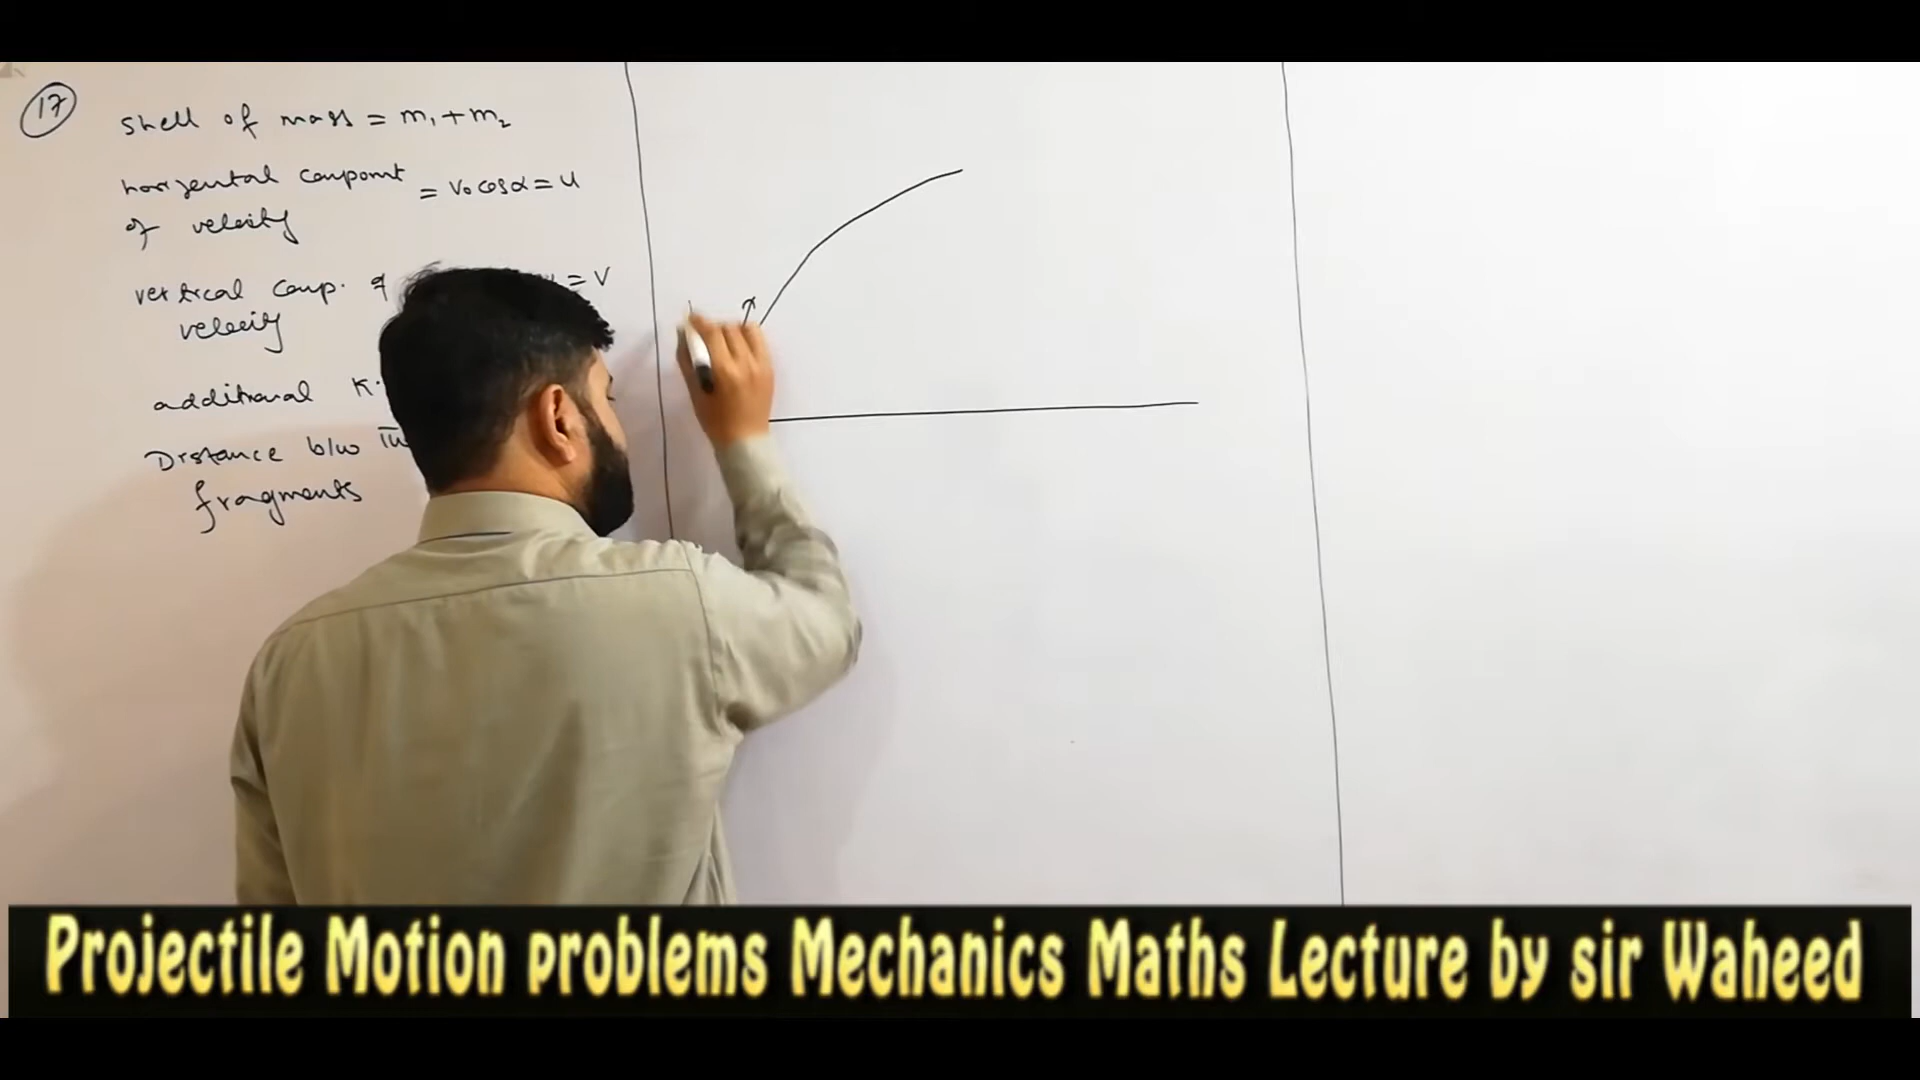 17
shell of mass = m₁+m₂
horzental compont
= v₀ cosα = u
of velocity
vertical comp. of
= V
velocity
additional K.
Distance b/w
fragments
Projectile Motion problems Mechanics Maths Lecture by sir Waheed